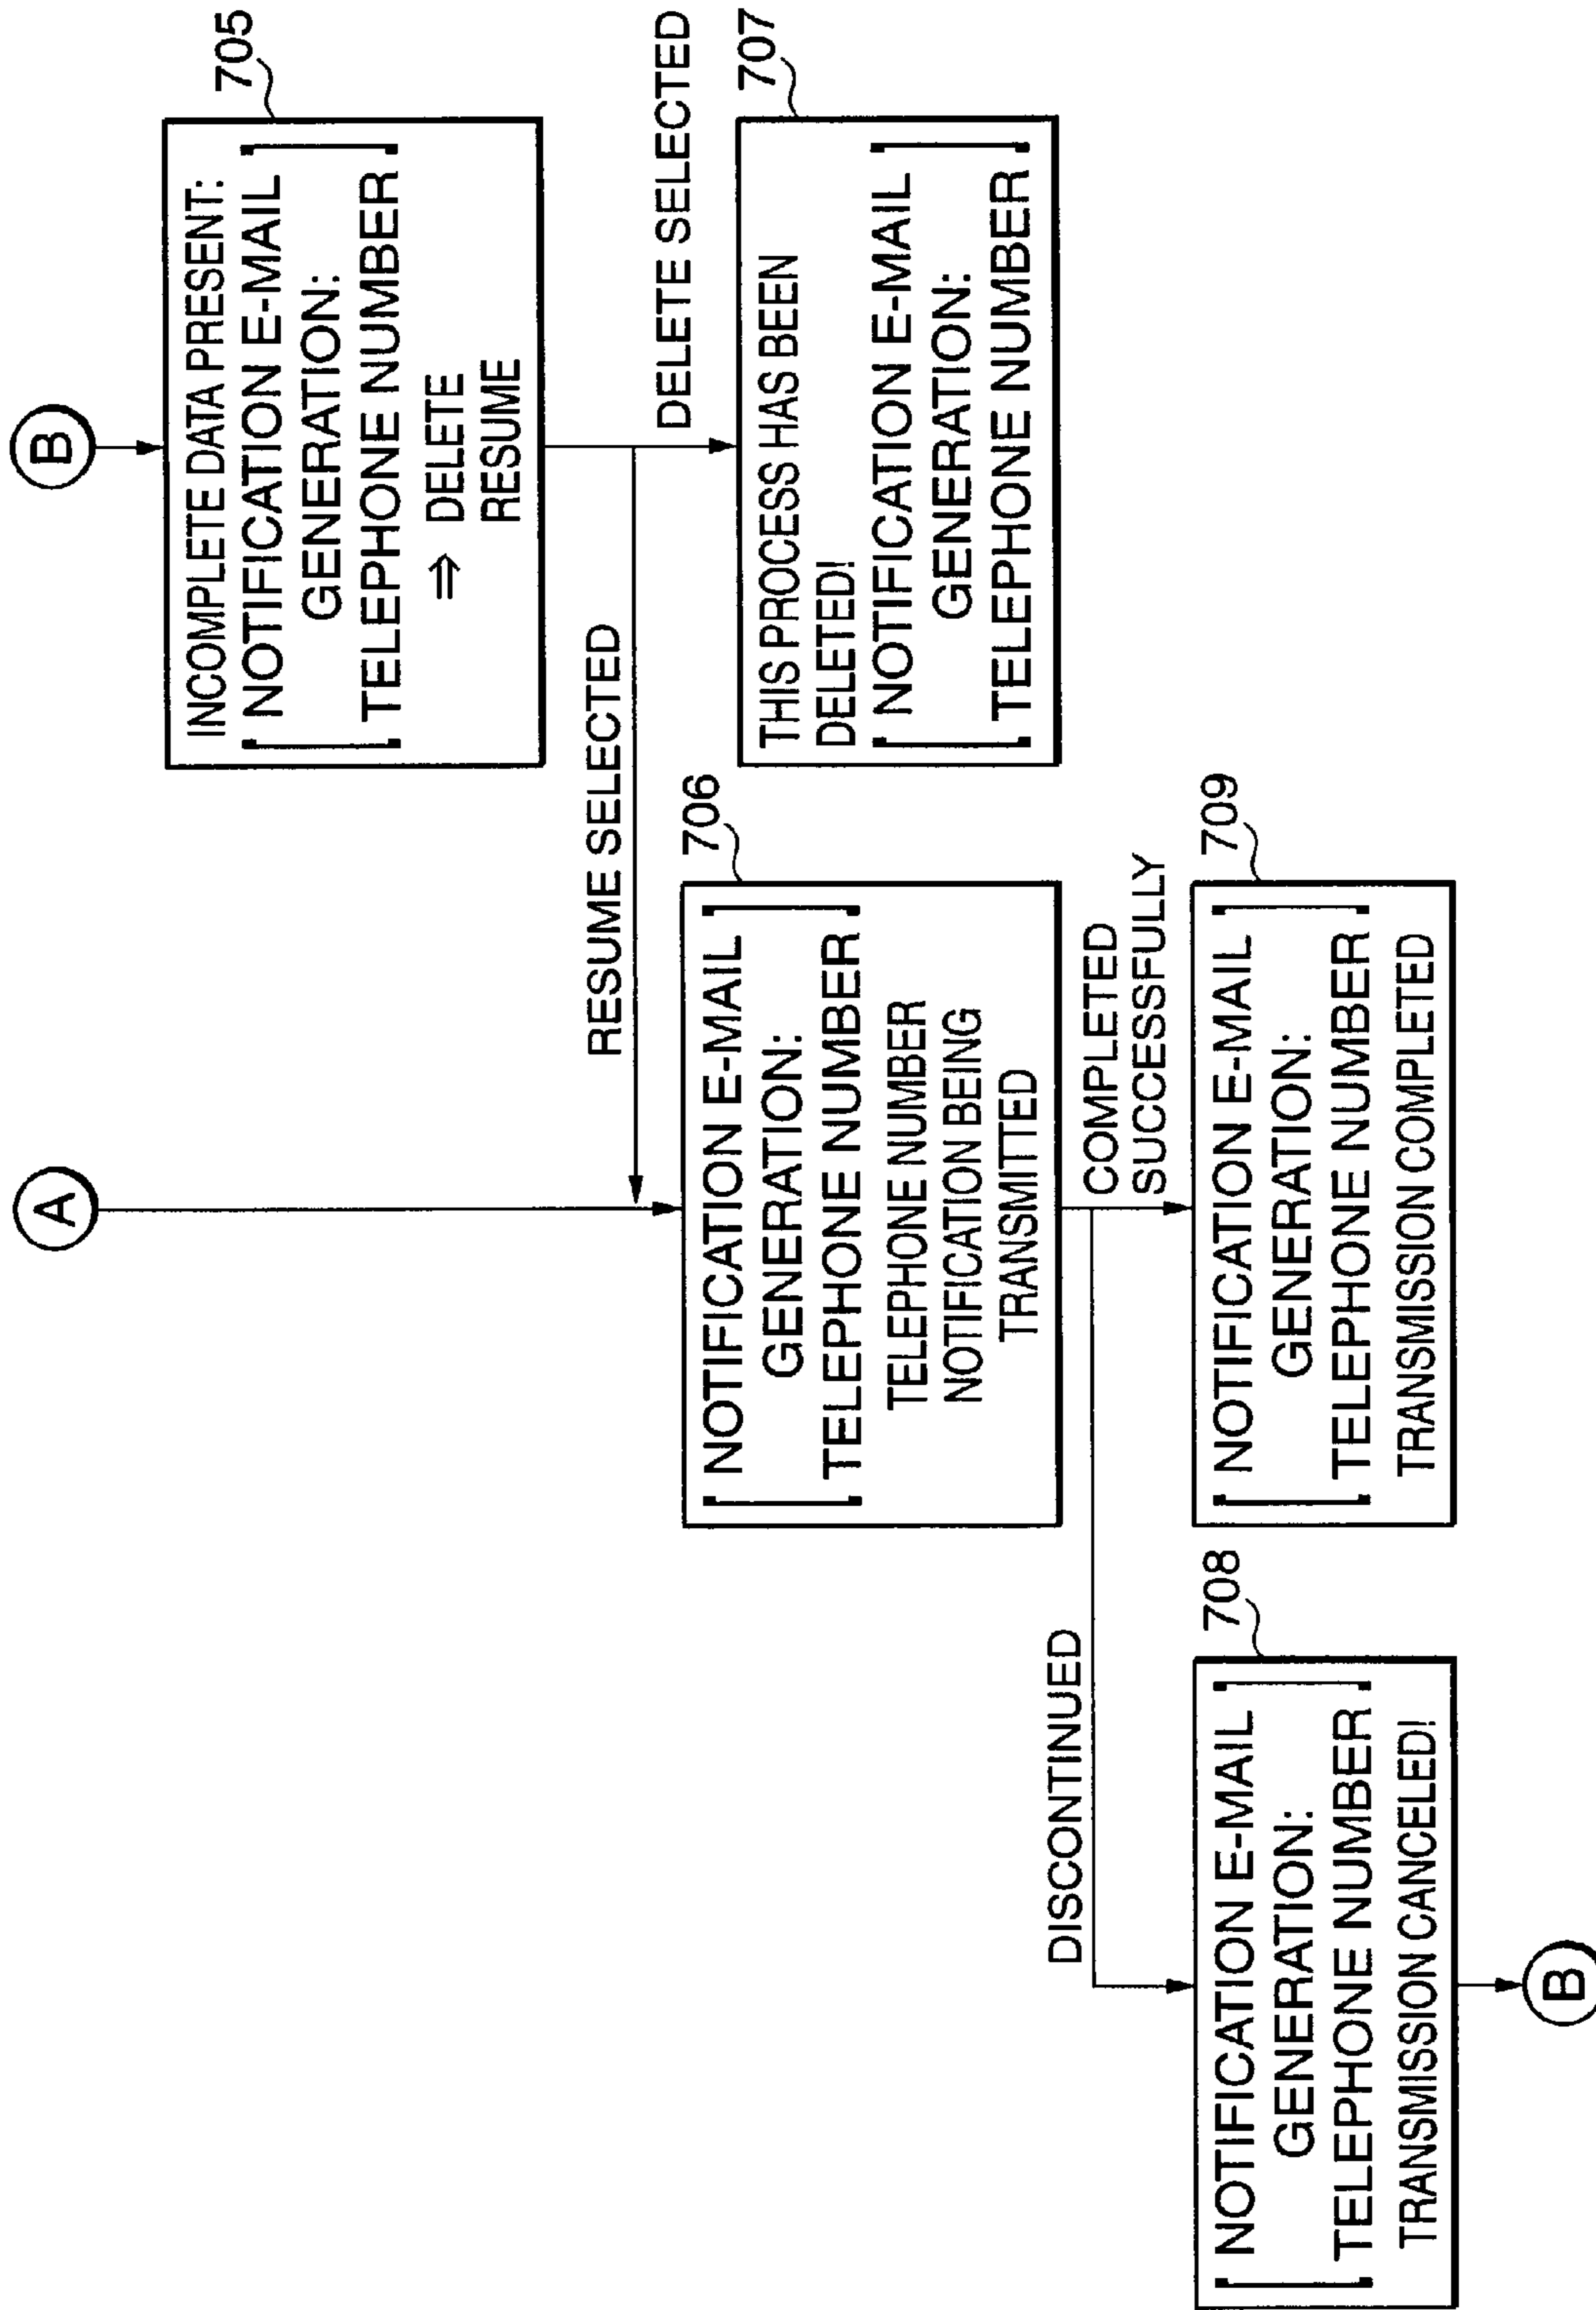 A
B
705
INCOMPLETE DATA PRESENT:
NOTIFICATION E-MAIL
GENERATION:
TELEPHONE NUMBER
⇒ DELETE
RESUME
RESUME SELECTED
DELETE SELECTED
706
NOTIFICATION E-MAIL
GENERATION:
TELEPHONE NUMBER
TELEPHONE NUMBER
NOTIFICATION BEING
TRANSMITTED
707
THIS PROCESS HAS BEEN
DELETED!
NOTIFICATION E-MAIL
GENERATION:
TELEPHONE NUMBER
DISCONTINUED
COMPLETED
SUCCESSFULLY
708
NOTIFICATION E-MAIL
GENERATION:
TELEPHONE NUMBER
TRANSMISSION CANCELED!
709
NOTIFICATION E-MAIL
GENERATION:
TELEPHONE NUMBER
TRANSMISSION COMPLETED
B